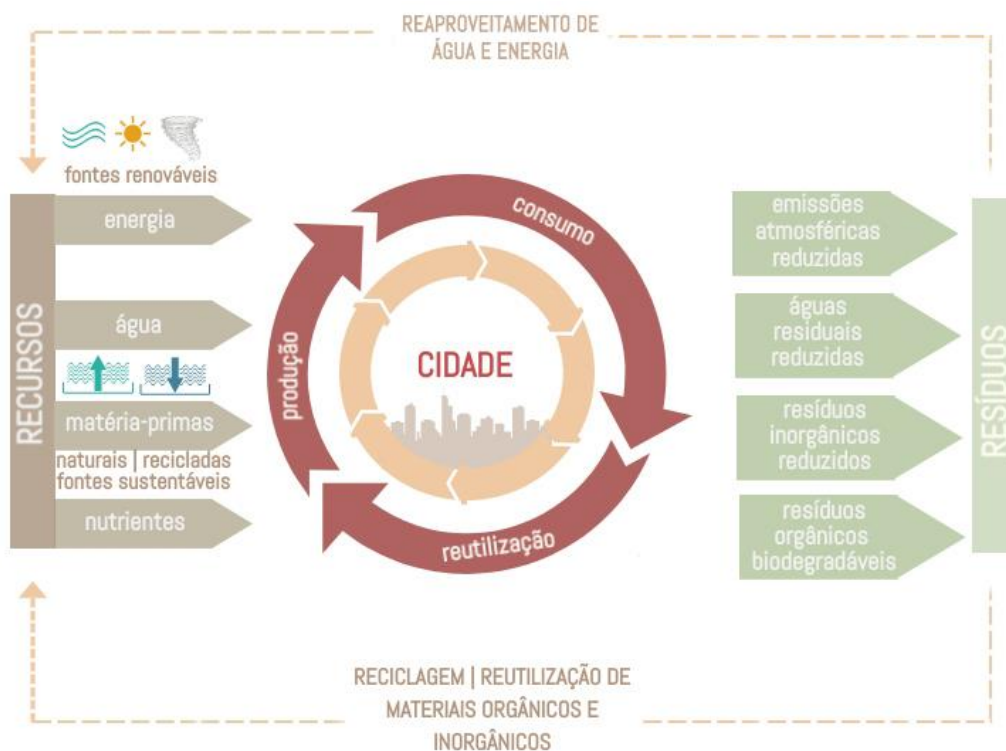 REAPROVEITAMENTO DE
ÁGUA E ENERGIA
fontes renováveis
energia
água
matéria-primas
naturais | recicladas
fontes sustentáveis
nutrientes
RECURSOS
produção
consumo
reutilização
CIDADE
emissões
atmosféricas
reduzidas
águas
residuais
reduzidas
resíduos
inorgânicos
reduzidos
resíduos
orgânicos
biodegradáveis
RESÍDUOS
RECICLAGEM | REUTILIZAÇÃO DE
MATERIAIS ORGÂNICOS E
INORGÂNICOS